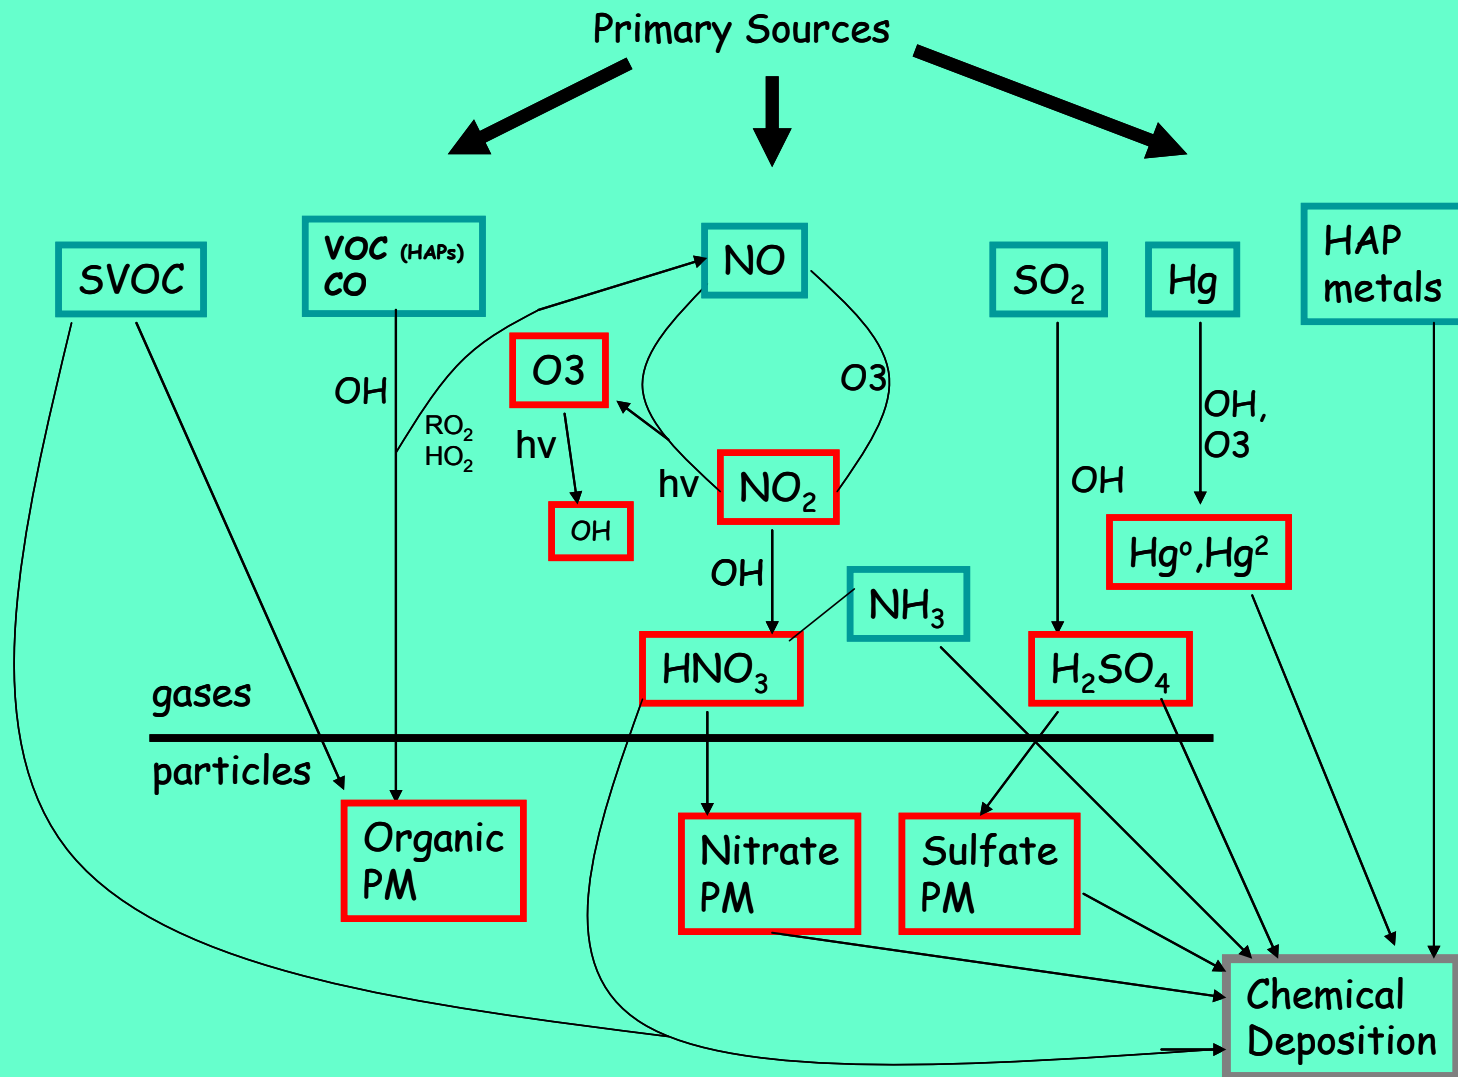 Primary Sources
SVOC
VOC (HAPs)
CO
NO
SO₂
Hg
HAP
metals
O3
O3
OH
RO₂
HO₂
hv
hv
OH
NO₂
OH,
O3
OH
OH
Hg⁰,Hg²
NH₃
HNO₃
H₂SO₄
gases
particles
Organic
PM
Nitrate
PM
Sulfate
PM
Chemical
Deposition